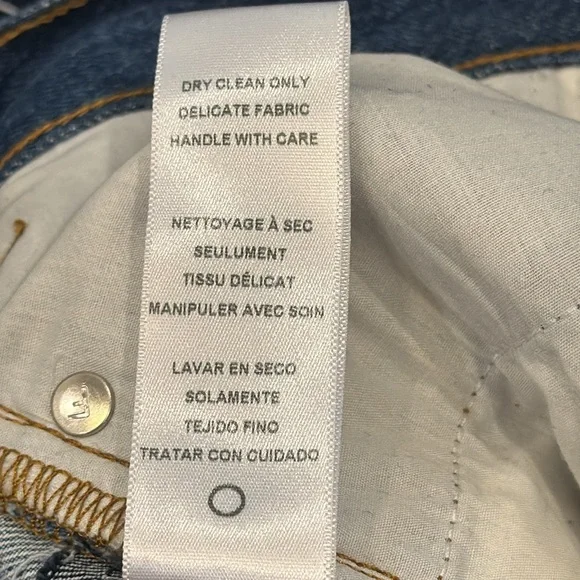 DRY CLEAN ONLY
DELICATE FABRIC
HANDLE WITH CARE
NETTOYAGE À SEC
SEULUMENT
TISSU DÉLICAT
MANIPULER AVEC SOIN
LAVAR EN SECO
SOLAMENTE
TEJIDO FINO
TRATAR CON CUIDADO